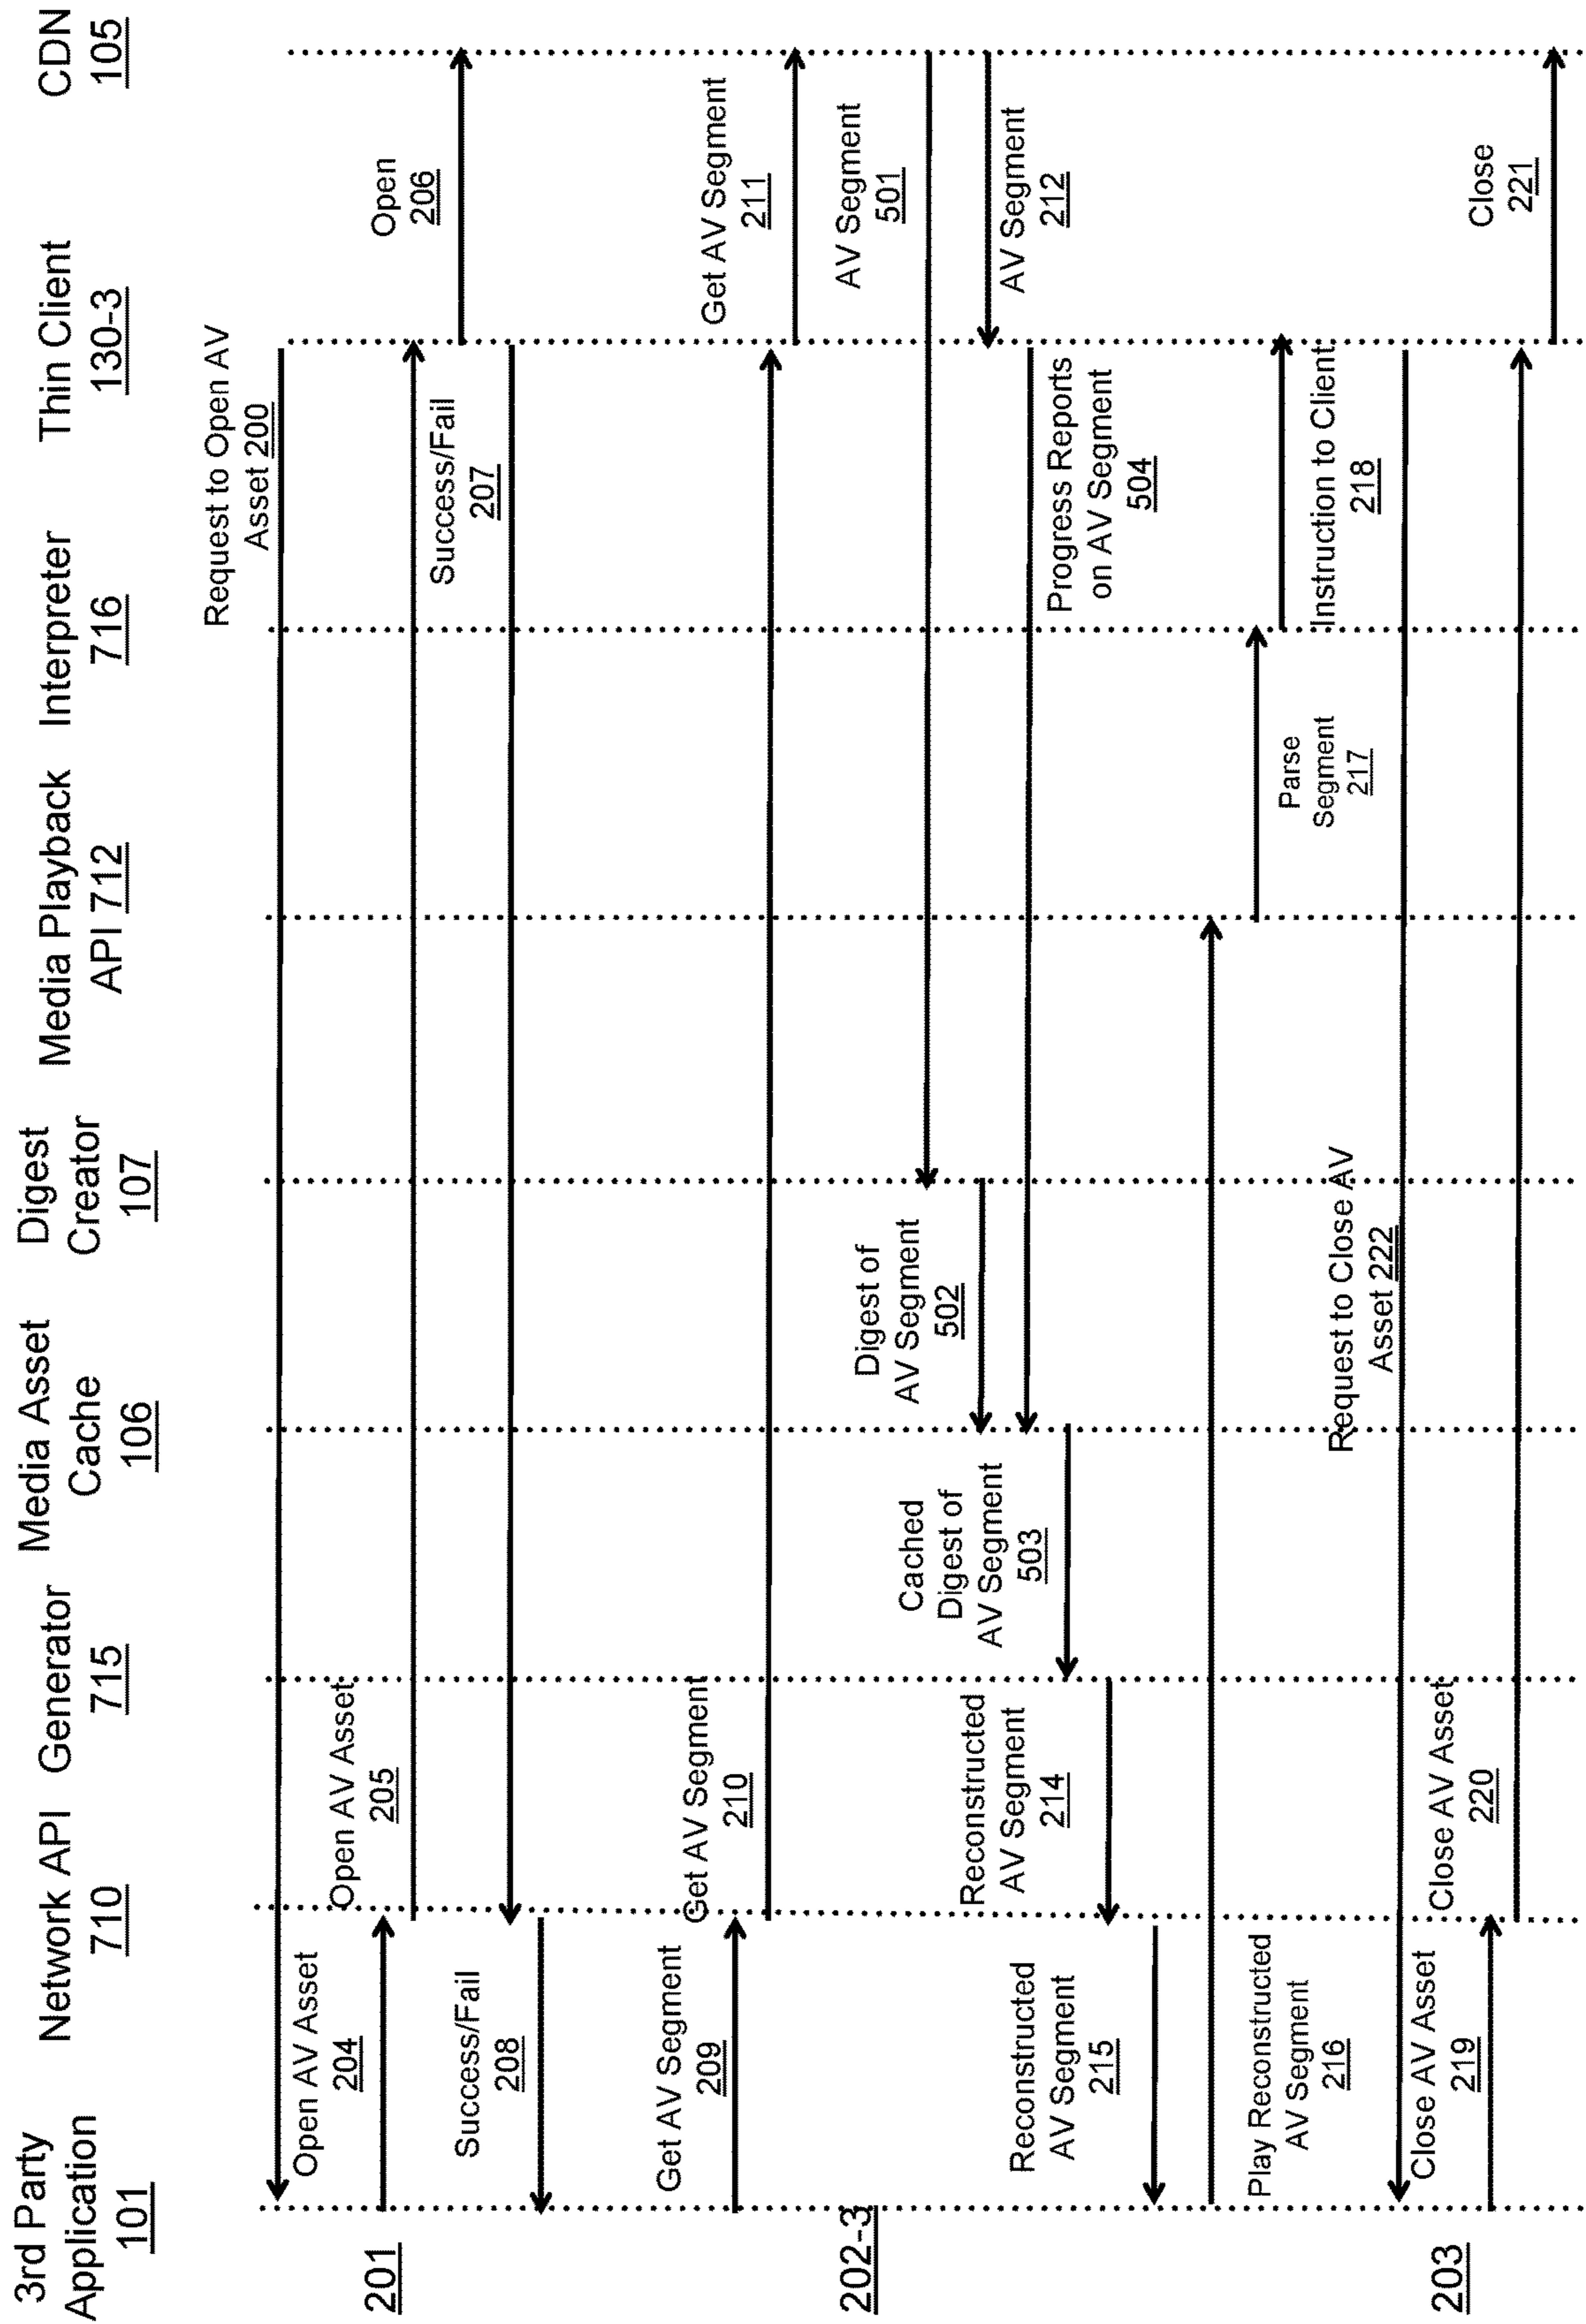 3rd Party
Application
101
Network API
710
Generator
715
Media Asset
Cache
106
Digest
Creator
107
Media Playback
API 712
Interpreter
716
Thin Client
130-3
CDN
105
201
Request to Open AV
Asset 200
Open AV Asset
204
Open AV Asset
205
Open
206
Success/Fail
207
Success/Fail
208
202-3
Get AV Segment
209
Get AV Segment
210
Get AV Segment
211
AV Segment
501
AV Segment
212
Digest of
AV Segment
502
Progress Reports
on AV Segment
504
Cached
Digest of
AV Segment
503
Reconstructed
AV Segment
214
Reconstructed
AV Segment
215
Play Reconstructed
AV Segment
216
Parse
Segment
217
Instruction to Client
218
203
Request to Close AV
Asset 222
Close AV Asset
219
Close AV Asset
220
Close
221